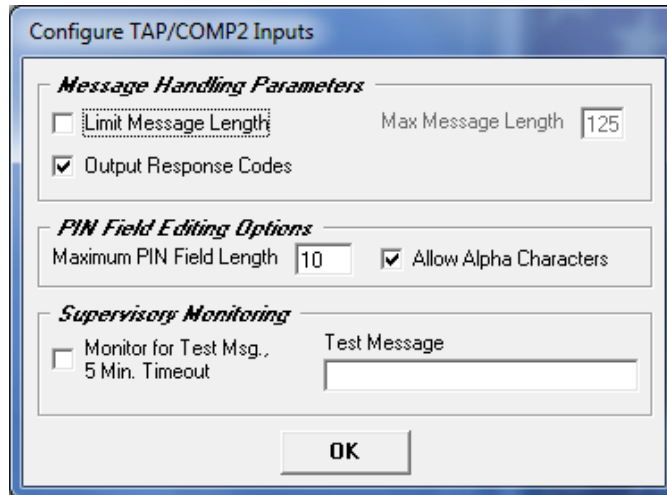 Configure TAP/COMP2 Inputs
Message Handling Parameters
Limit Message Length
Max Message Length 125
Output Response Codes
PIN Field Editing Options
Maximum PIN Field Length 10
Allow Alpha Characters
Supervisory Monitoring
Monitor for Test Msg.,
5 Min. Timeout
Test Message
OK